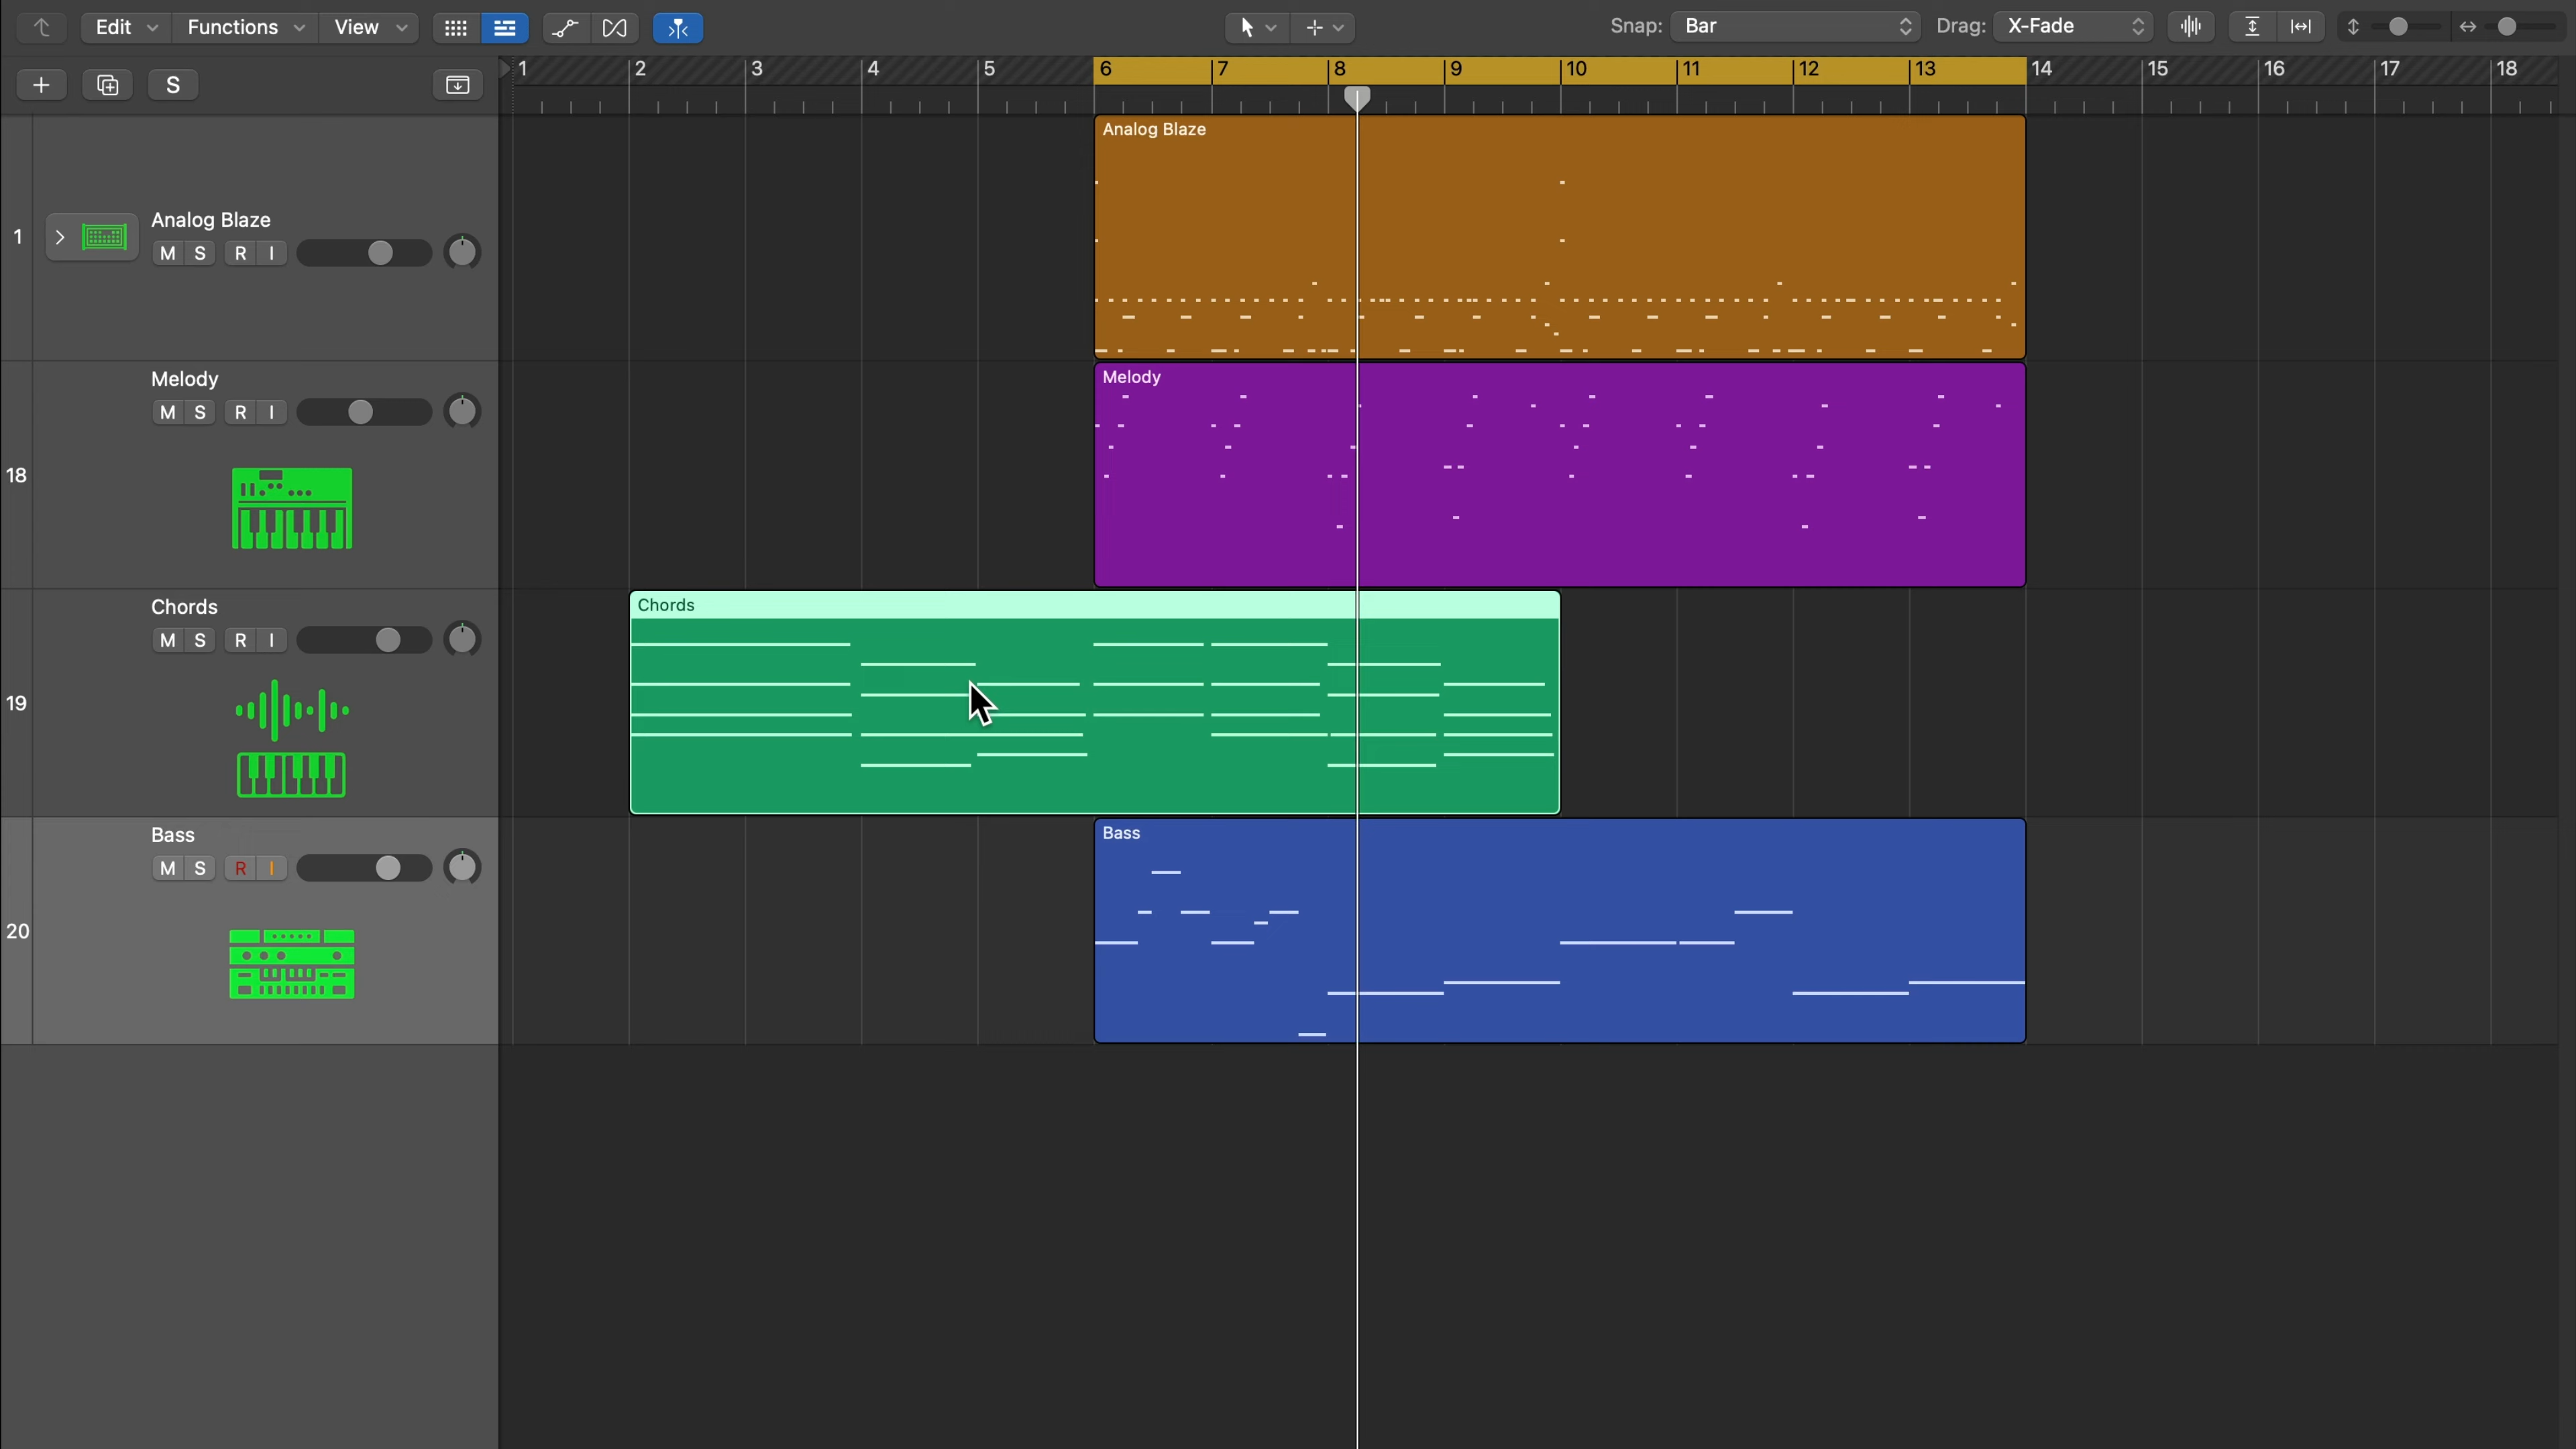 Edit Functions View Snap: Bar Drag: X-Fade
S 1 2 3 4 5 6 7 8 9 10 11 12 13 14 15 16 17 18
Analog Blaze
1 Analog Blaze
M S R I
Melody Melody
M S R I
18
Chords Chords
M S R I
19
Bass Bass
M S R I
20